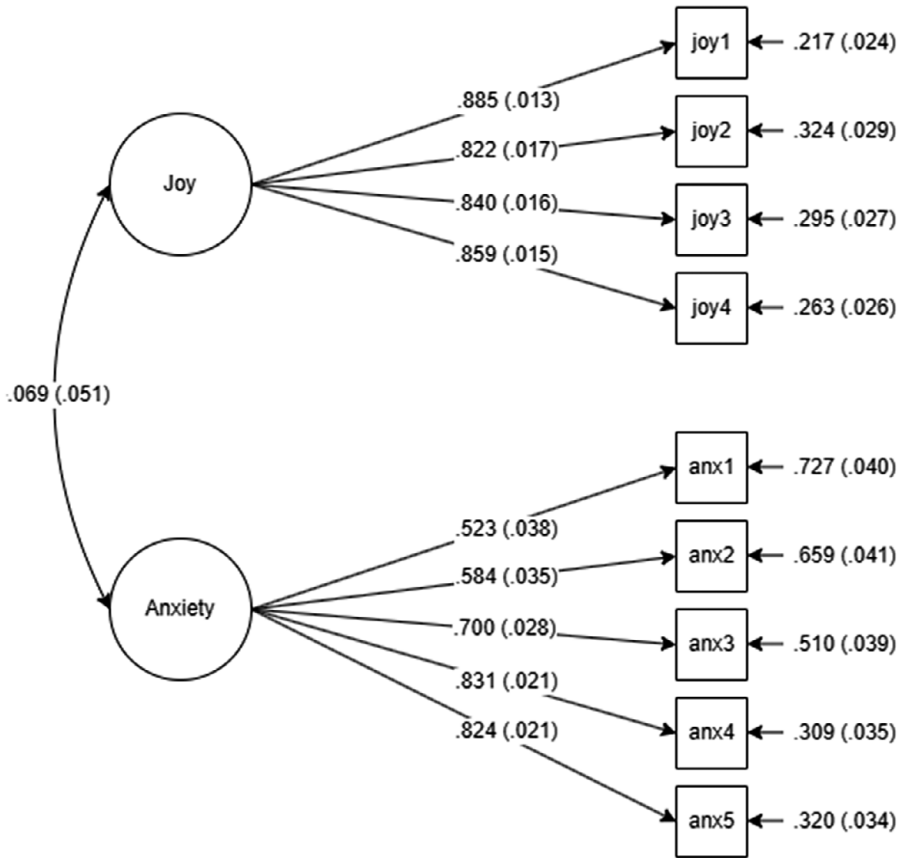 joy1
.217 (.024)
.885 (.013)
joy2
.324 (.029)
.822 (.017)
Joy
.840 (.016)
joy3
.295 (.027)
.859 (.015)
joy4
.263 (.026)
.069 (.051)
anx1
.727 (.040)
.523 (.038)
anx2
.659 (.041)
.584 (.035)
Anxiety
.700 (.028)
anx3
.510 (.039)
.831 (.021)
anx4
.309 (.035)
.824 (.021)
anx5
.320 (.034)